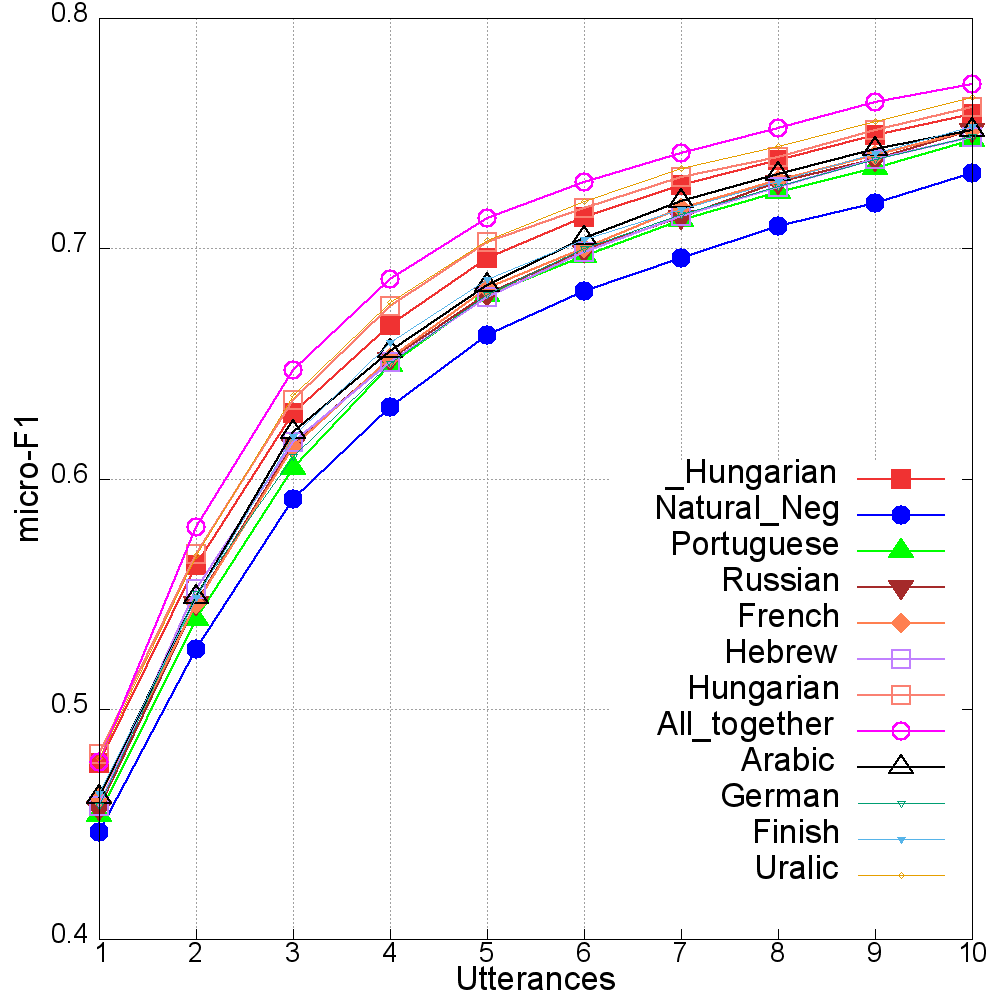 0.8
0.7
0.6
0.5
0.4
micro-F1
_Hungarian
Natural_Neg
Portuguese
Russian
French
Hebrew
Hungarian
All_together
Arabic
German
Finish
Uralic
1 2 3 4 5 6 7 8 9 10
Utterances